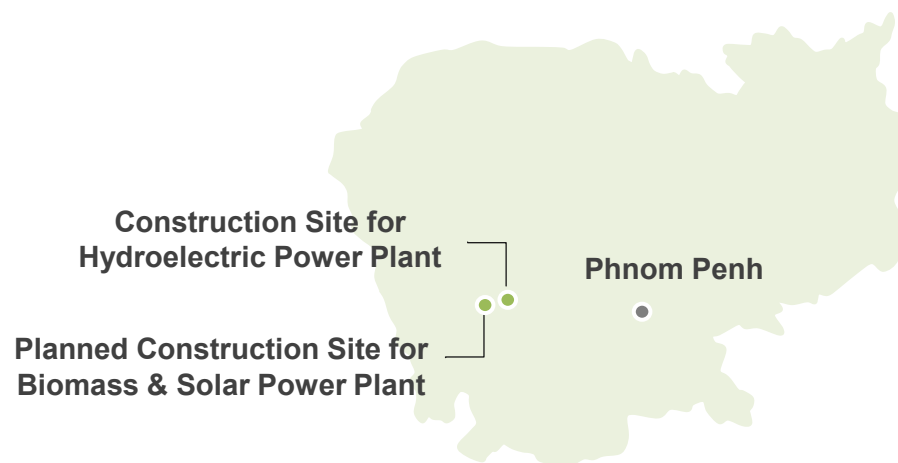 Construction Site for
Hydroelectric Power Plant
Phnom Penh
Planned Construction Site for
Biomass & Solar Power Plant